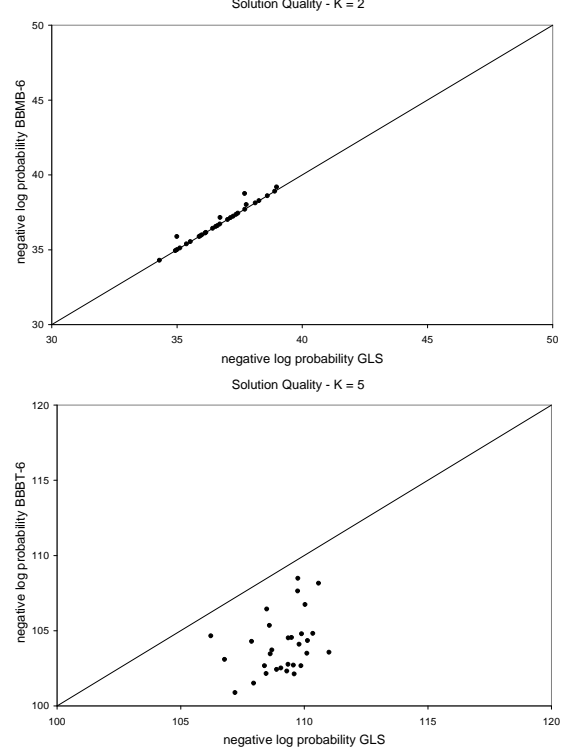 Solution Quality - K = 2
50
45
40
35
30
30 35 40 45 50
negative log probability BBMB-6
negative log probability GLS
Solution Quality - K = 5
120
115
110
105
100
100 105 110 115 120
negative log probability BBBT-6
negative log probability GLS